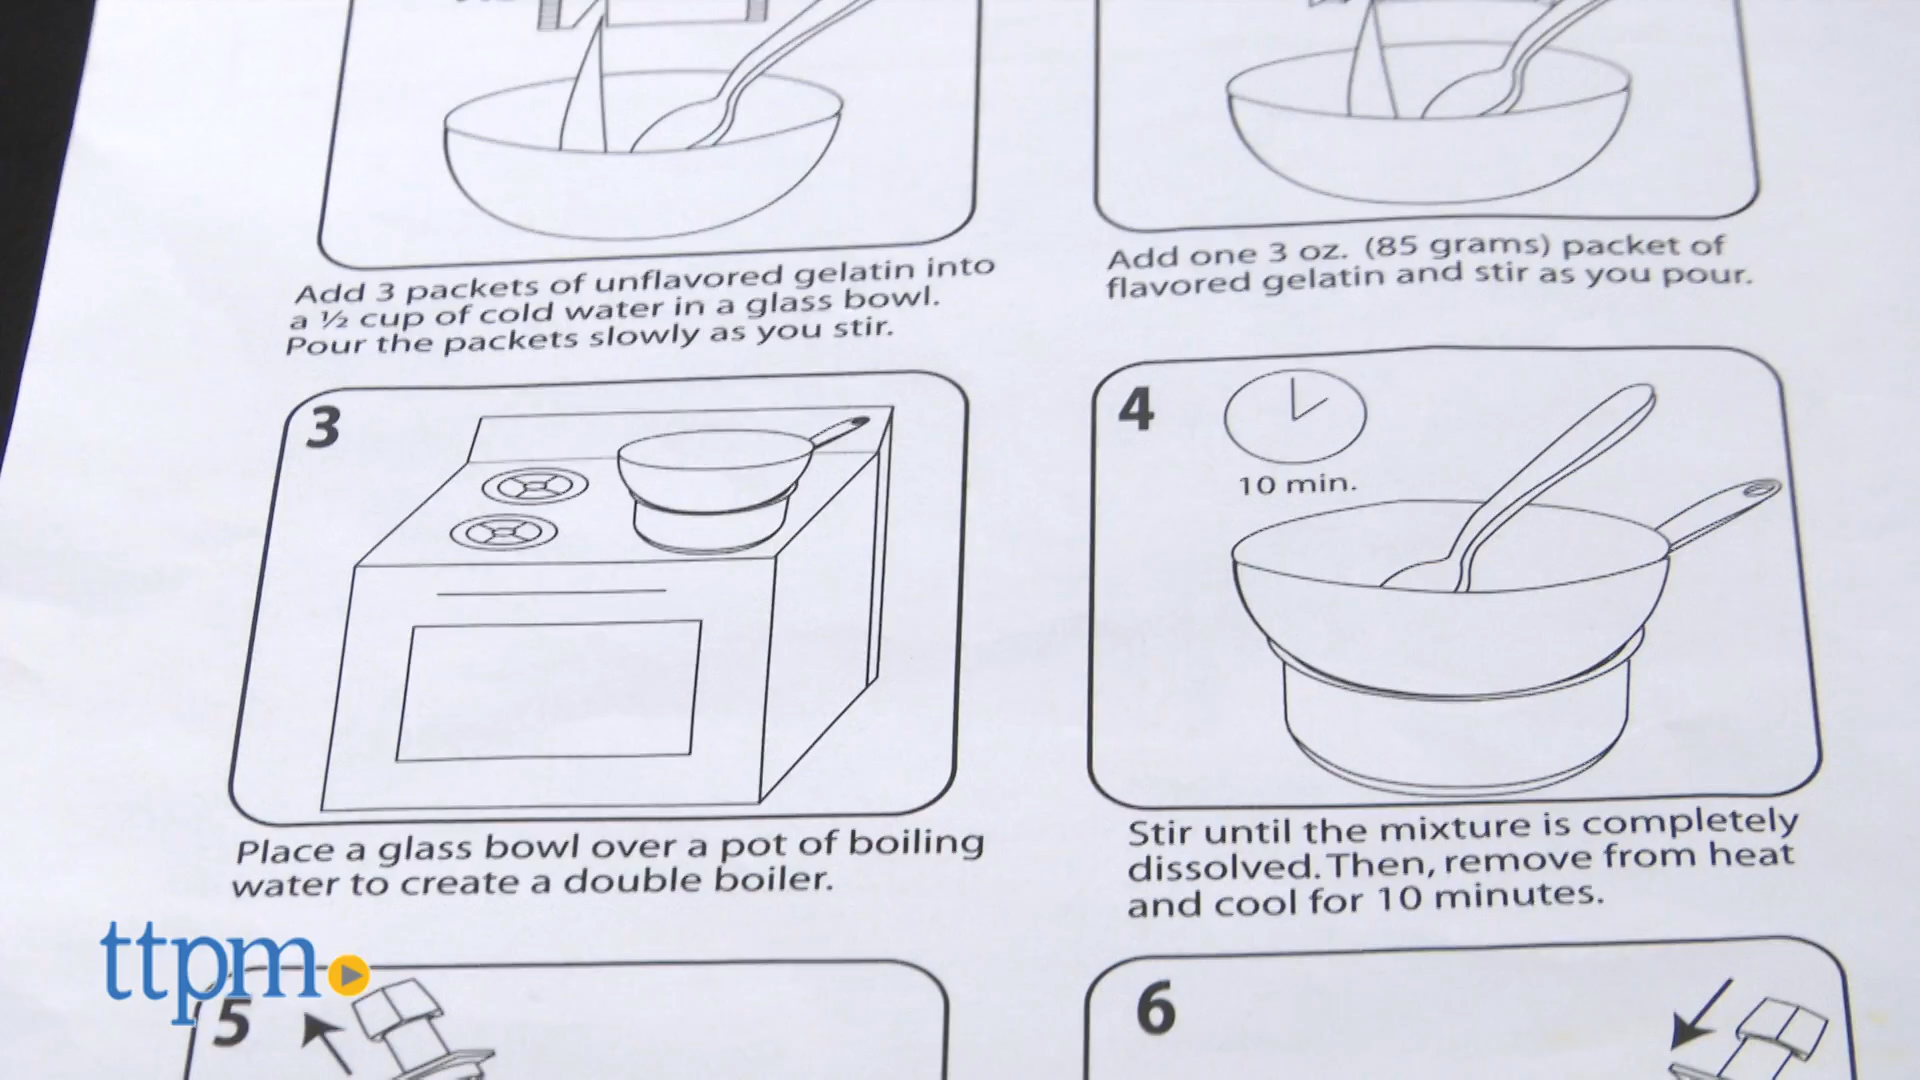 Add 3 packets of unflavored gelatin into
a ½ cup of cold water in a glass bowl.
Pour the packets slowly as you stir.
Add one 3 oz. (85 grams) packet of
flavored gelatin and stir as you pour.
3
4
10 min.
Place a glass bowl over a pot of boiling
water to create a double boiler.
Stir until the mixture is completely
dissolved. Then, remove from heat
and cool for 10 minutes.
ttpm
5
6